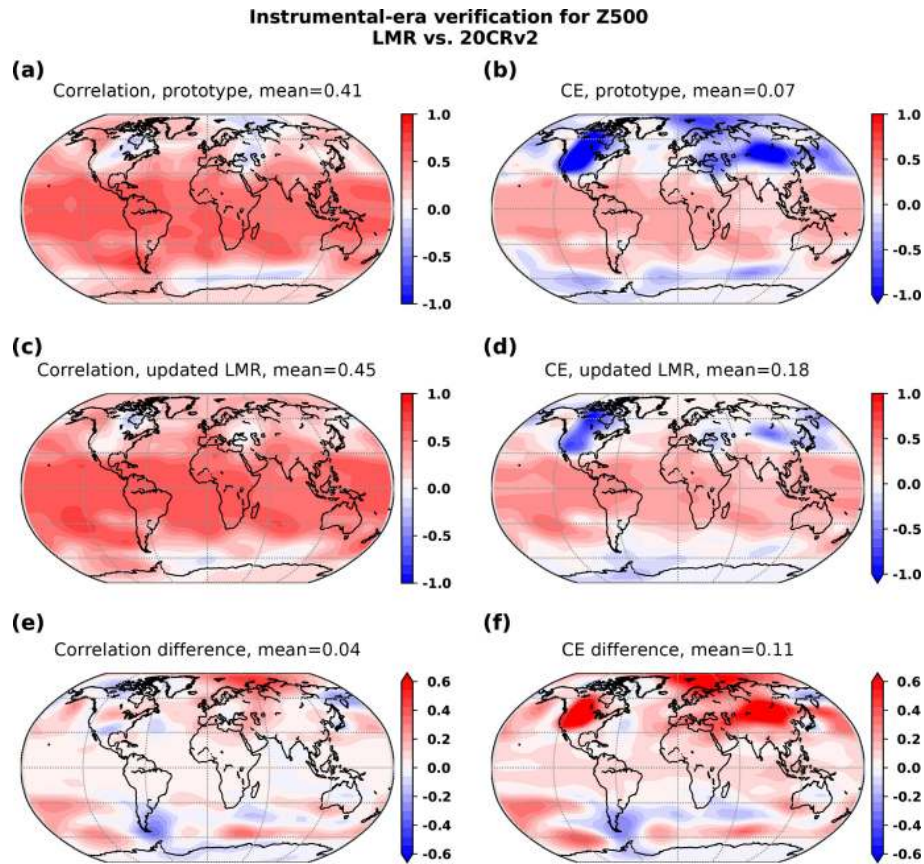 Instrumental-era verification for Z500
LMR vs. 20CRv2
(a)
Correlation, prototype, mean=0.41
1.0
0.5
0.0
-0.5
-1.0
(b)
CE, prototype, mean=0.07
1.0
0.5
0.0
-0.5
-1.0
(c)
Correlation, updated LMR, mean=0.45
1.0
0.5
0.0
-0.5
-1.0
(d)
CE, updated LMR, mean=0.18
1.0
0.5
0.0
-0.5
-1.0
(e)
Correlation difference, mean=0.04
0.6
0.4
0.2
0.0
-0.2
-0.4
-0.6
(f)
CE difference, mean=0.11
0.6
0.4
0.2
0.0
-0.2
-0.4
-0.6